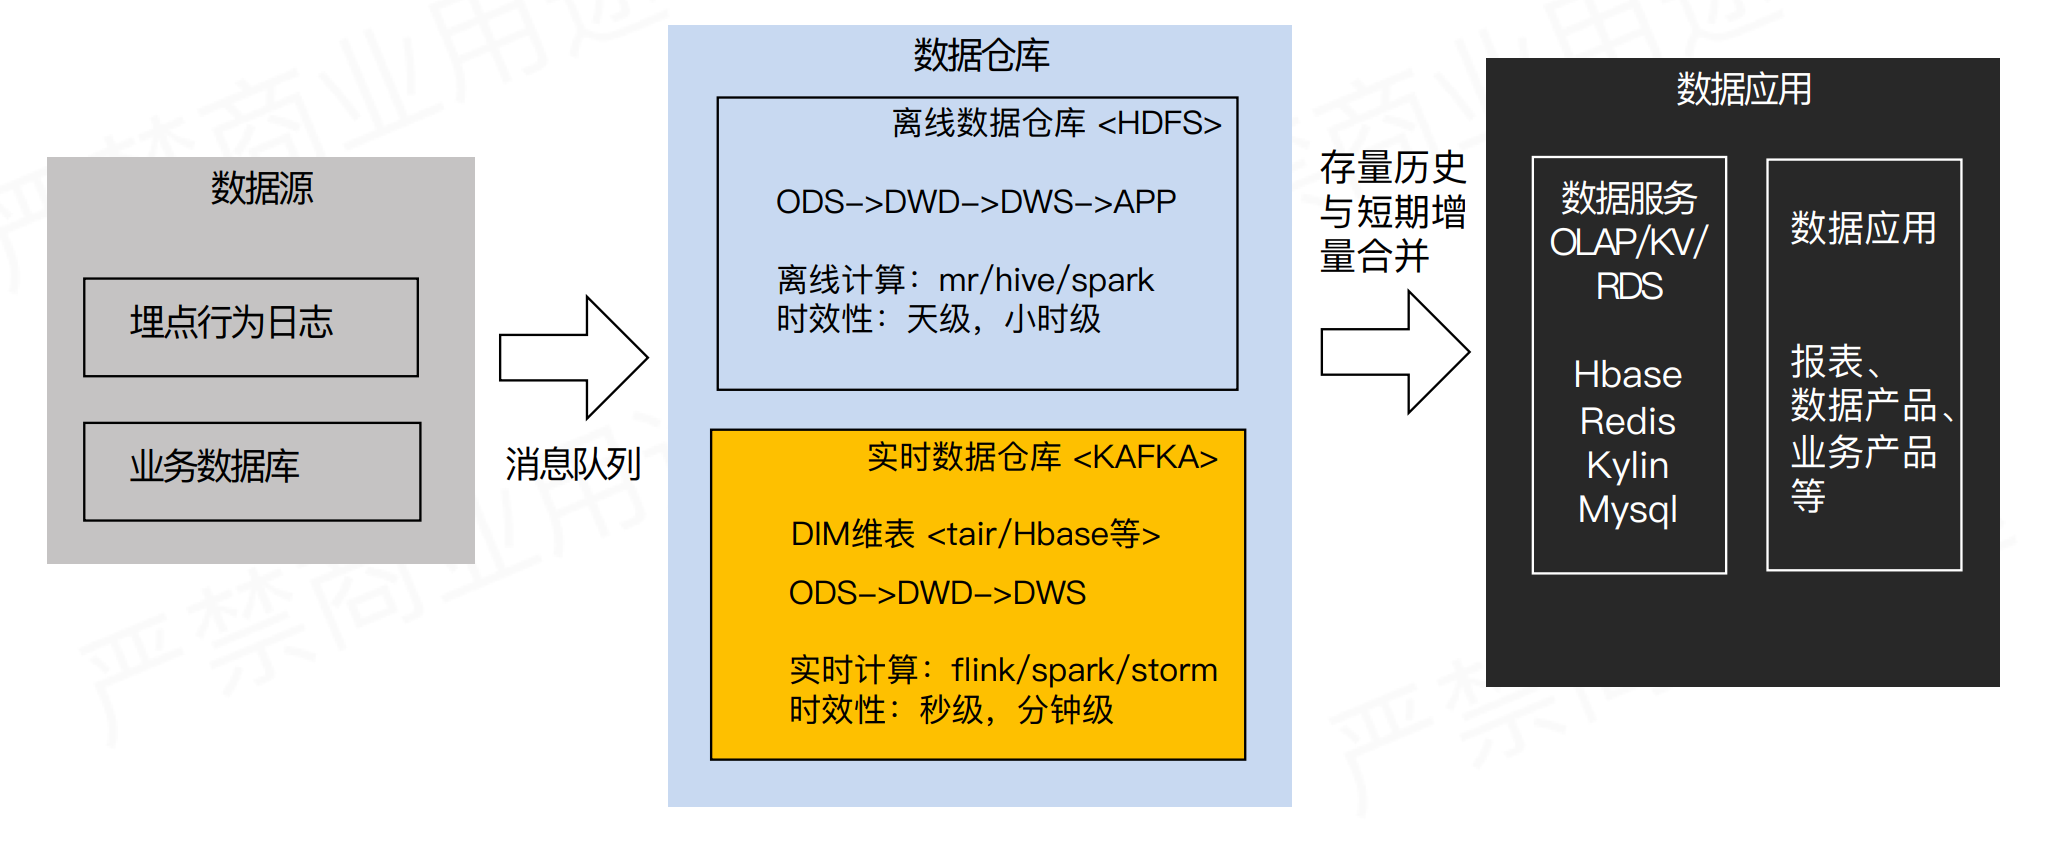 数据源
埋点行为日志
业务数据库
消息队列
数据仓库
离线数据仓库 <HDFS>
ODS->DWD->DWS->APP
离线计算：mr/hive/spark
时效性：天级，小时级
实时数据仓库 <KAFKA>
DIM维表 <tair/Hbase等>
ODS->DWD->DWS
实时计算：flink/spark/storm
时效性：秒级，分钟级
存量历史
与短期增
量合并
数据应用
数据服务
OLAP/KV/
RDS
Hbase
Redis
Kylin
Mysql
数据应用
报表、
数据产品、
业务产品
等
严禁商业用途
严禁商业用途
严禁商业用途
严禁商